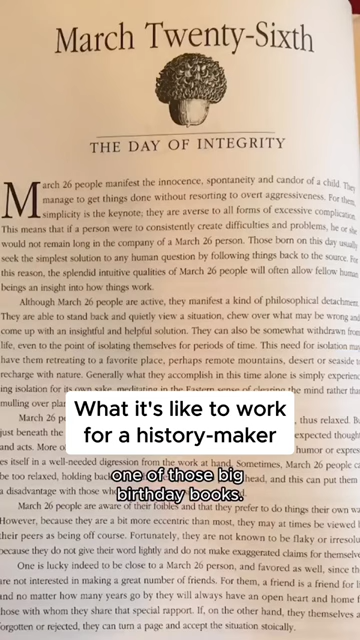 March Twenty-Sixth
THE DAY OF INTEGRITY
March 26 people manifest the innocence, spontaneity and candor of a child. They
manage to get things done without resorting to overt aggressiveness. For them,
simplicity is the keynote; they are averse to all forms of excessive complication.
This means that if a person were to consistently create difficulties and problems, he or she
would not remain long in the company of a March 26 person. Those born on this day usually
seek the simplest solution to any human question by following things back to the source. For
this reason, the splendid intuitive qualities of March 26 people will often allow fellow human
beings an insight into how things work.
Although March 26 people are active, they manifest a kind of philosophical detachment.
They are able to stand back and quietly view a situation, chew over what may be wrong and
come up with an insightful and helpful solution. They can also be somewhat withdrawn from
life, even to the point of isolating themselves for periods of time. This need for isolation may
have them retreating to a favorite place, perhaps remote mountains, desert or seaside to
recharge with nature. Generally what they accomplish in this time alone is simply experienc-
ing isolation for its own sake, meditating in the Eastern sense of clearing the mind rather than
mulling over
March 26 thus relaxed. But
just beneath the expected thought
and acts. More humor or expres
es itself in a well-needed digression from the work at hand. Sometimes, March 26 people can
be too relaxed, holding back head, and this can put them
a disadvantage with those
What it's like to work
for a history-maker
one of those big
birthday books.
March 26 people are aware of their foibles and that they prefer to do things their own way.
However, because they are a bit more eccentric than most, they may at times be viewed by
their peers as being off course. Fortunately, they are not known to be flaky or irresolute
because they do not give their word lightly and do not make exaggerated claims for themselves.
One is lucky indeed to be close to a March 26 person, and favored as well, since they
are not interested in making a great number of friends. For them, a friend is a friend for life
and no matter how many years go by they will always have an open heart and home for
those with whom they share that special rapport. If, on the other hand, they themselves are
forgotten or rejected, they can turn a page and accept the situation stoically.